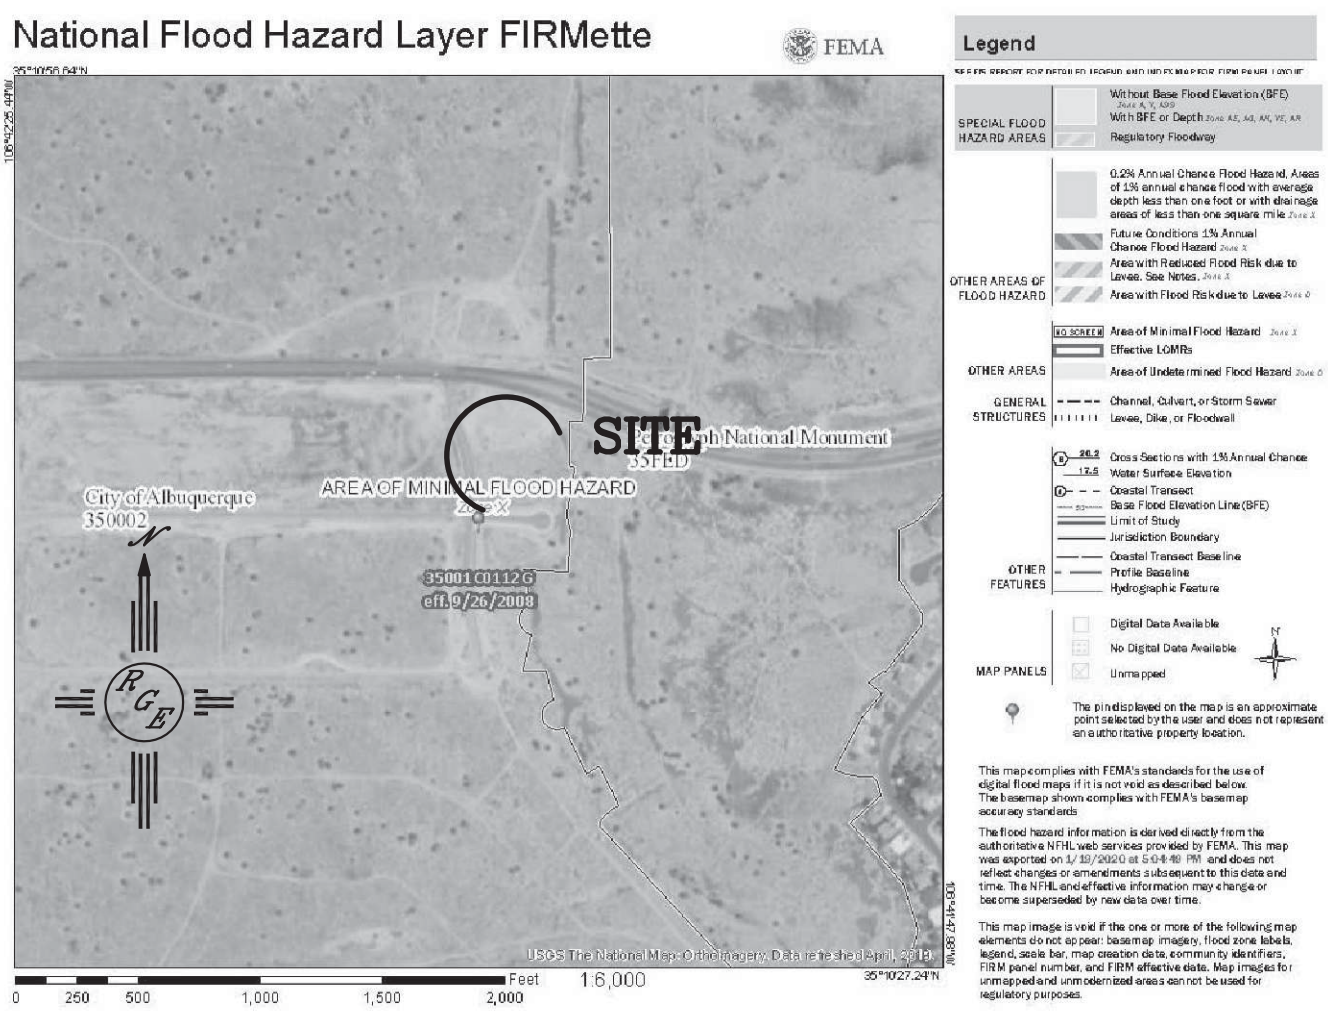 National Flood Hazard Layer FIRMette
FEMA
Legend
35°10'56.64"N
SEE FIS REPORT FOR DETAILED LEGEND AND INDEX MAP FOR FIRM PANEL LAYOUT
SPECIAL FLOOD
HAZARD AREAS
Without Base Flood Elevation (BFE)
Zone A, V, A99
With BFE or Depth Zone AE, AO, AH, VE, AR
Regulatory Floodway
OTHER AREAS OF
FLOOD HAZARD
0.2% Annual Chance Flood Hazard, Areas
of 1% annual chance flood with average
depth less than one foot or with drainage
areas of less than one square mile Zone X
Future Conditions 1% Annual
Chance Flood Hazard Zone X
Area with Reduced Flood Risk due to
Levee. See Notes. Zone X
Area with Flood Risk due to Levee Zone D
OTHER AREAS
NO SCREEN Area of Minimal Flood Hazard Zone X
Effective LOMRs
Area of Undetermined Flood Hazard Zone D
GENERAL
STRUCTURES
Channel, Culvert, or Storm Sewer
Levee, Dike, or Floodwall
OTHER
FEATURES
B 20.2 Cross Sections with 1% Annual Chance
17.5 Water Surface Elevation
8 Coastal Transect
Base Flood Elevation Line (BFE)
Limit of Study
Jurisdiction Boundary
Coastal Transect Baseline
Profile Baseline
Hydrographic Feature
MAP PANELS
Digital Data Available
No Digital Data Available
Unmapped
N
The pin displayed on the map is an approximate
point selected by the user and does not represent
an authoritative property location.
This map complies with FEMA's standards for the use of
digital flood maps if it is not void as described below.
The basemap shown complies with FEMA's basemap
accuracy standards
The flood hazard information is derived directly from the
authoritative NFHL web services provided by FEMA. This map
was exported on 1/19/2020 at 5:04:49 PM and does not
reflect changes or amendments subsequent to this date and
time. The NFHL and effective information may change or
become superseded by new data over time.
This map image is void if the one or more of the following map
elements do not appear: basemap imagery, flood zone labels,
legend, scale bar, map creation date, community identifiers,
FIRM panel number, and FIRM effective date. Map images for
unmapped and unmodernized areas cannot be used for
regulatory purposes.
SITE
Petroglyph National Monument
35FED
AREA OF MINIMAL FLOOD HAZARD
Zone X
City of Albuquerque
350002
N
35001C0112G
eff. 9/26/2008
R
G
E
USGS The National Map: Orthoimagery. Data refreshed April, 2019.
35°10'27.24"N
Feet
1:6,000
0 250 500 1,000 1,500 2,000